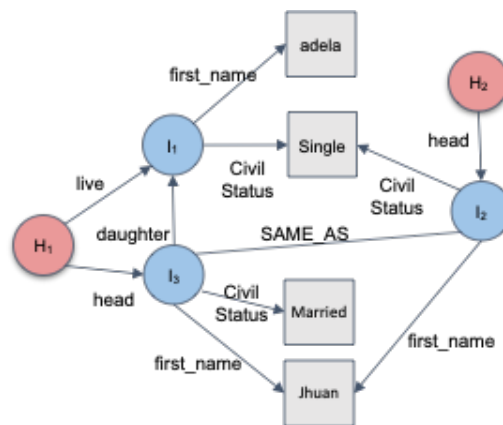 adela
first_name
H₂
I₁
Single
head
Civil
Status
Civil
Status
live
I₂
daughter
SAME_AS
H₁
I₃
head
Civil
Status
Married
first_name
first_name
Jhuan